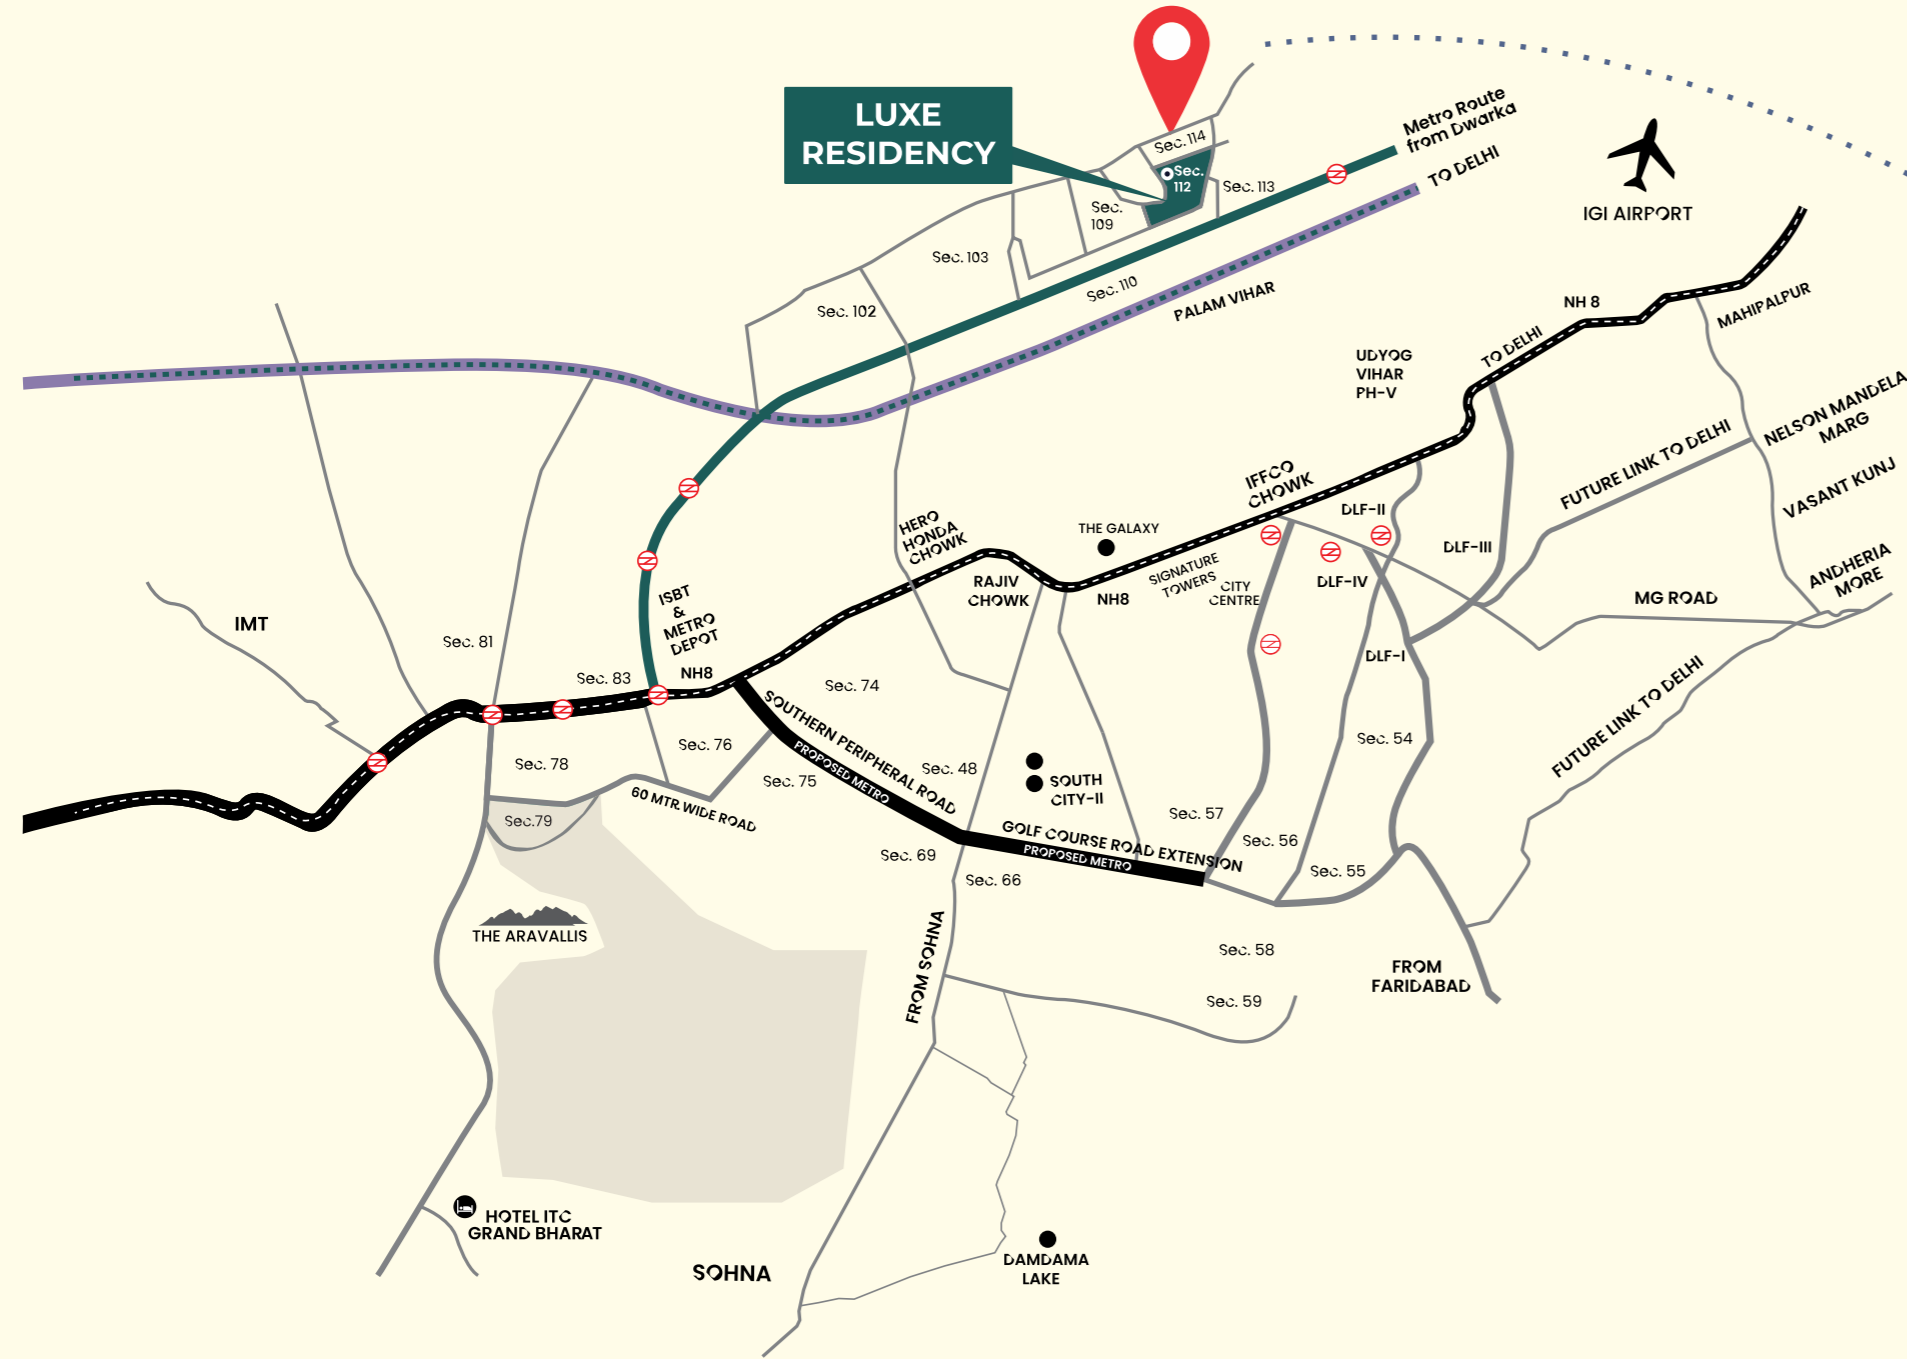 LUXE
RESIDENCY
Sec. 114
Sec.
112
Sec. 113
Sec.
109
Sec. 103
Sec. 102
Sec. 110
Metro Route
from Dwarka
TO DELHI
PALAM VIHAR
IGI AIRPORT
NH 8
MAHIPALPUR
TO DELHI
UDYOG
VIHAR
PH-V
NELSON MANDELA
MARG
FUTURE LINK TO DELHI
VASANT KUNJ
IFFCO
CHOWK
DLF-II
DLF-III
DLF-IV
DLF-I
ANDHERIA
MORE
MG ROAD
FUTURE LINK TO DELHI
HERO
HONDA
CHOWK
THE GALAXY
RAJIV
CHOWK
NH8
SIGNATURE
TOWERS
CITY
CENTRE
ISBT
&
METRO
DEPOT
NH8
IMT
Sec. 81
Sec. 83
Sec. 74
Sec. 76
Sec. 78
Sec. 75
Sec.79
SOUTHERN PERIPHERAL ROAD
PROPOSED METRO
60 MTR WIDE ROAD
Sec. 48
SOUTH
CITY-II
Sec. 54
Sec. 57
Sec. 56
Sec. 55
GOLF COURSE ROAD EXTENSION
PROPOSED METRO
Sec. 69
Sec. 66
Sec. 58
Sec. 59
FROM SOHNA
FROM
FARIDABAD
THE ARAVALLIS
HOTEL ITC
GRAND BHARAT
SOHNA
DAMDAMA
LAKE